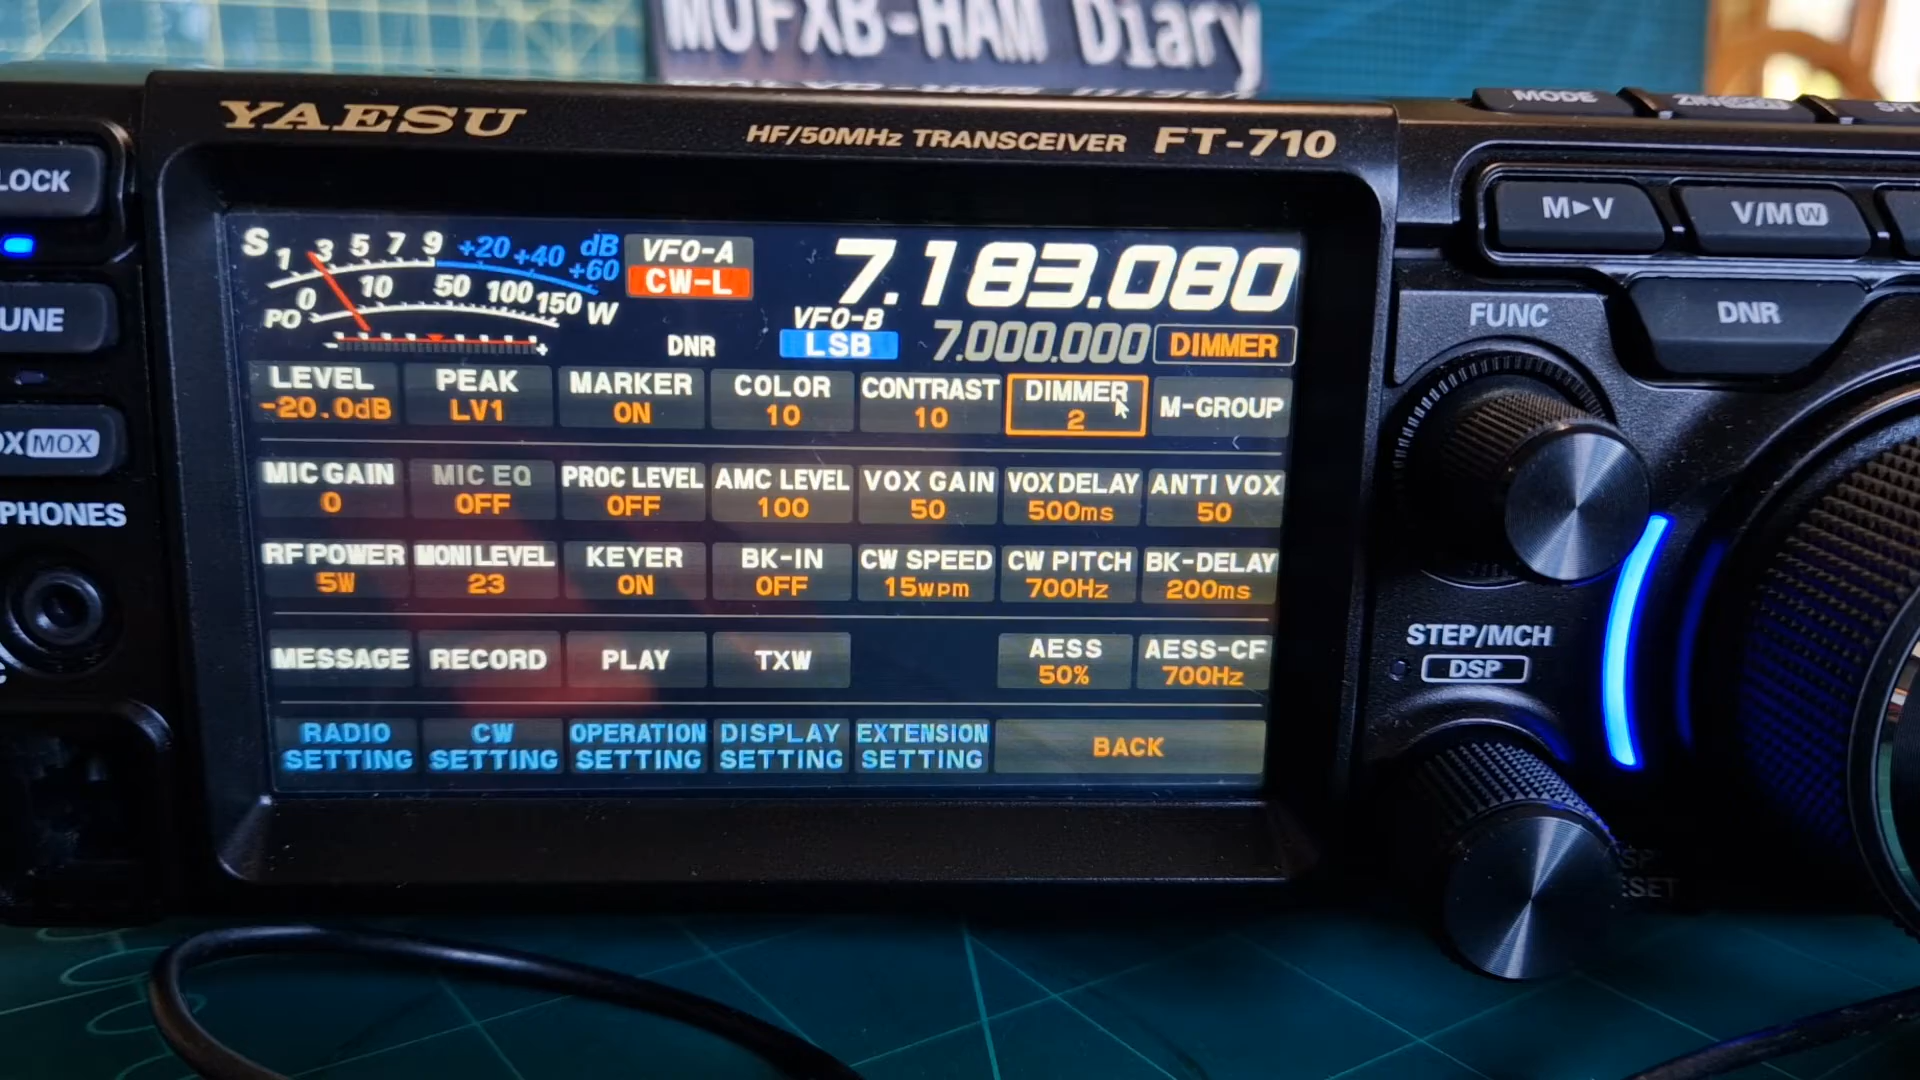 M0FXB-HAM Diary
YAESU
HF/50MHz TRANSCEIVER FT-710
LOCK
MODE
M▶V
V/M W
UNE
FUNC
DNR
OX MOX
PHONES
STEP/MCH
DSP
S 1 3 5 7 9 +20 +40 +60 dB
PO 0 10 50 100 150 W
- +
VFO-A
CW-L
7.183.080
VFO-B
DNR
LSB
7.000.000
DIMMER
LEVEL PEAK MARKER COLOR CONTRAST DIMMER M-GROUP
-20.0dB LV1 ON 10 10 2
MIC GAIN MIC EQ PROC LEVEL AMC LEVEL VOX GAIN VOX DELAY ANTI VOX
0 OFF OFF 100 50 500ms 50
RF POWER MONI LEVEL KEYER BK-IN CW SPEED CW PITCH BK-DELAY
5W 23 ON OFF 15wpm 700Hz 200ms
MESSAGE RECORD PLAY TXW AESS AESS-CF
50% 700Hz
RADIO CW OPERATION DISPLAY EXTENSION
SETTING SETTING SETTING SETTING SETTING
BACK